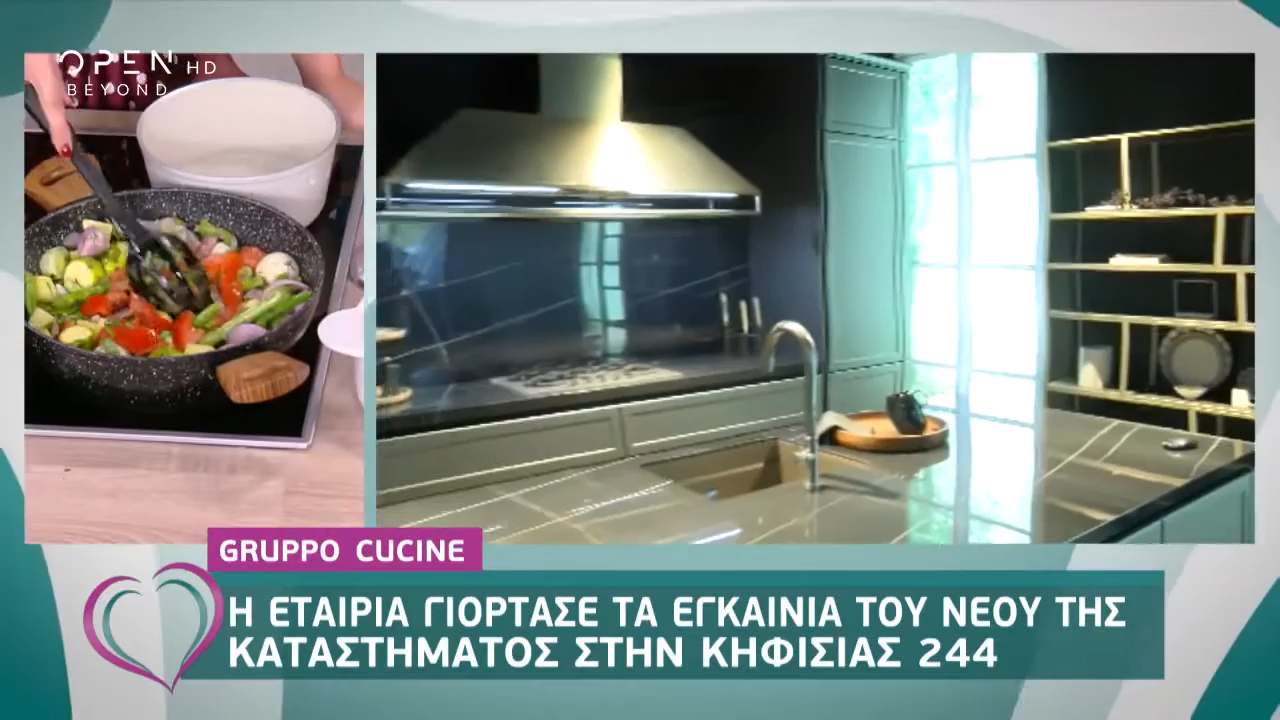 OPEN HD
BEYOND
GRUPPO CUCINE
Η ΕΤΑΙΡΙΑ ΓΙΟΡΤΑΣΕ ΤΑ ΕΓΚΑΙΝΙΑ ΤΟΥ ΝΕΟΥ ΤΗΣ
ΚΑΤΑΣΤΗΜΑΤΟΣ ΣΤΗΝ ΚΗΦΙΣΙΑΣ 244